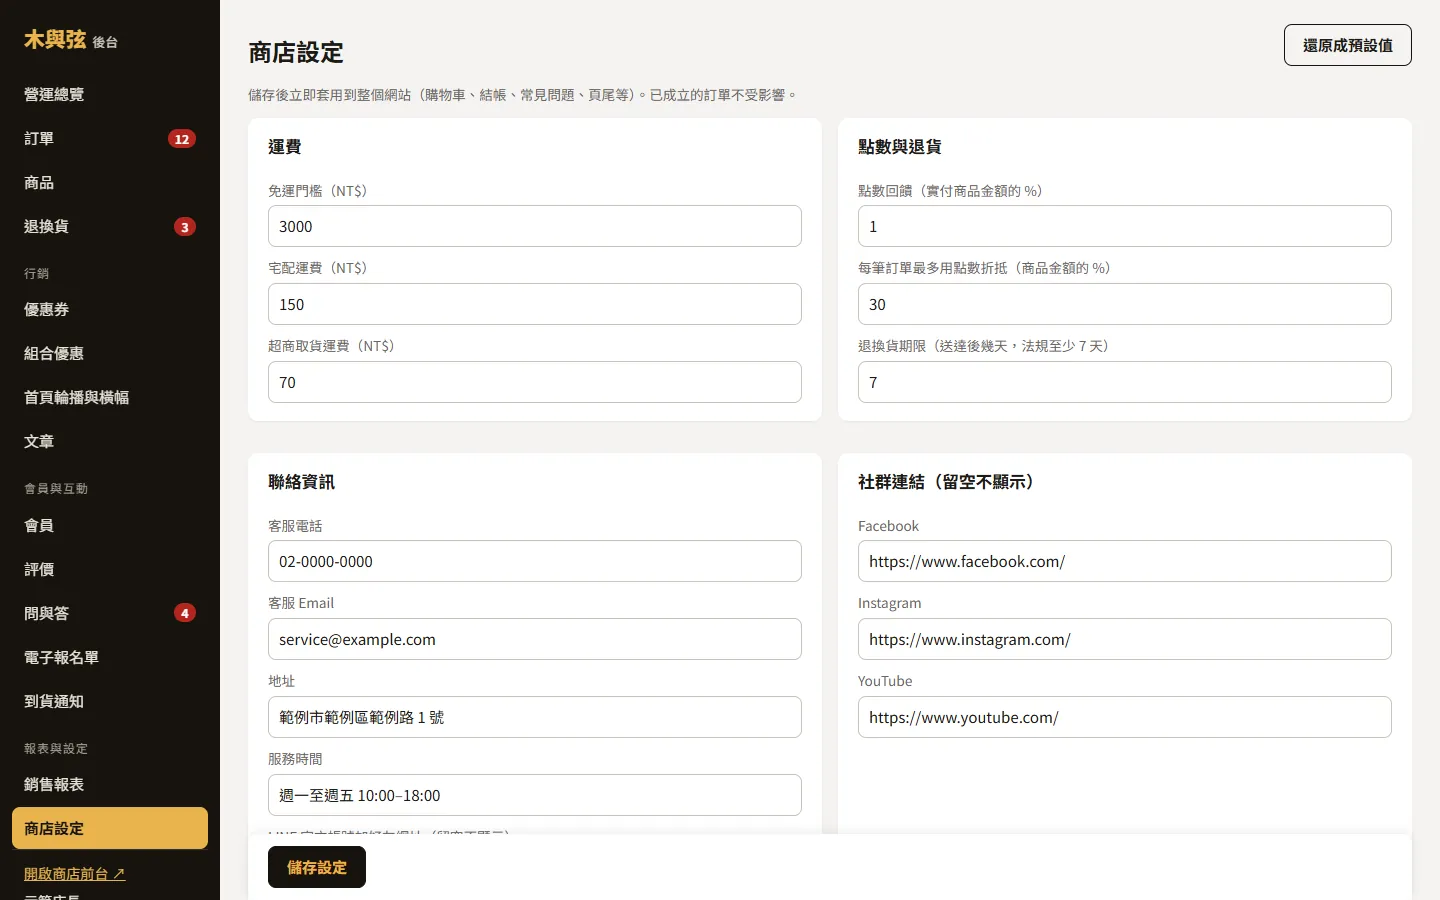 木與弦 後台
營運總覽
訂單 12
商品
退換貨 3
行銷
優惠券
組合優惠
首頁輪播與橫幅
文章
會員與互動
會員
評價
問與答 4
電子報名單
到貨通知
報表與設定
銷售報表
商店設定
開啟商店前台 ↗
商店設定
還原成預設值
儲存後立即套用到整個網站（購物車、結帳、常見問題、頁尾等）。已成立的訂單不受影響。
運費
免運門檻（NT$）
3000
宅配運費（NT$）
150
超商取貨運費（NT$）
70
點數與退貨
點數回饋（實付商品金額的 %）
1
每筆訂單最多用點數折抵（商品金額的 %）
30
退換貨期限（送達後幾天，法規至少 7 天）
7
聯絡資訊
客服電話
02-0000-0000
客服 Email
service@example.com
地址
範例市範例區範例路 1 號
服務時間
週一至週五 10:00–18:00
社群連結（留空不顯示）
Facebook
https://www.facebook.com/
Instagram
https://www.instagram.com/
YouTube
https://www.youtube.com/
儲存設定